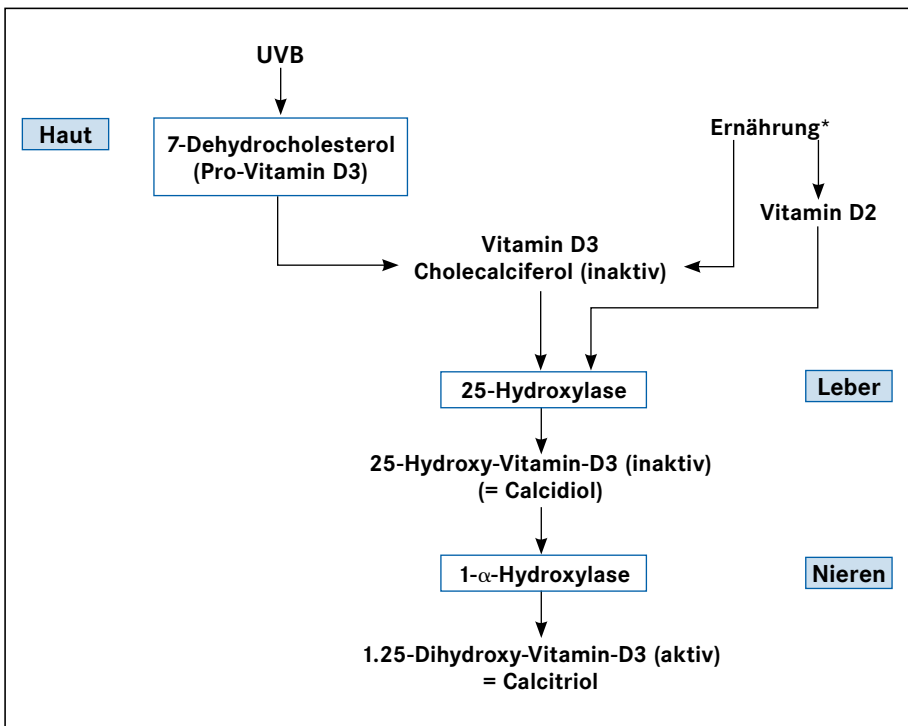 UVB
Haut
7-Dehydrocholesterol
(Pro-Vitamin D3)
Ernährung*
Vitamin D2
Vitamin D3
Cholecalciferol (inaktiv)
25-Hydroxylase
Leber
25-Hydroxy-Vitamin-D3 (inaktiv)
(= Calcidiol)
1-α-Hydroxylase
Nieren
1.25-Dihydroxy-Vitamin-D3 (aktiv)
= Calcitriol